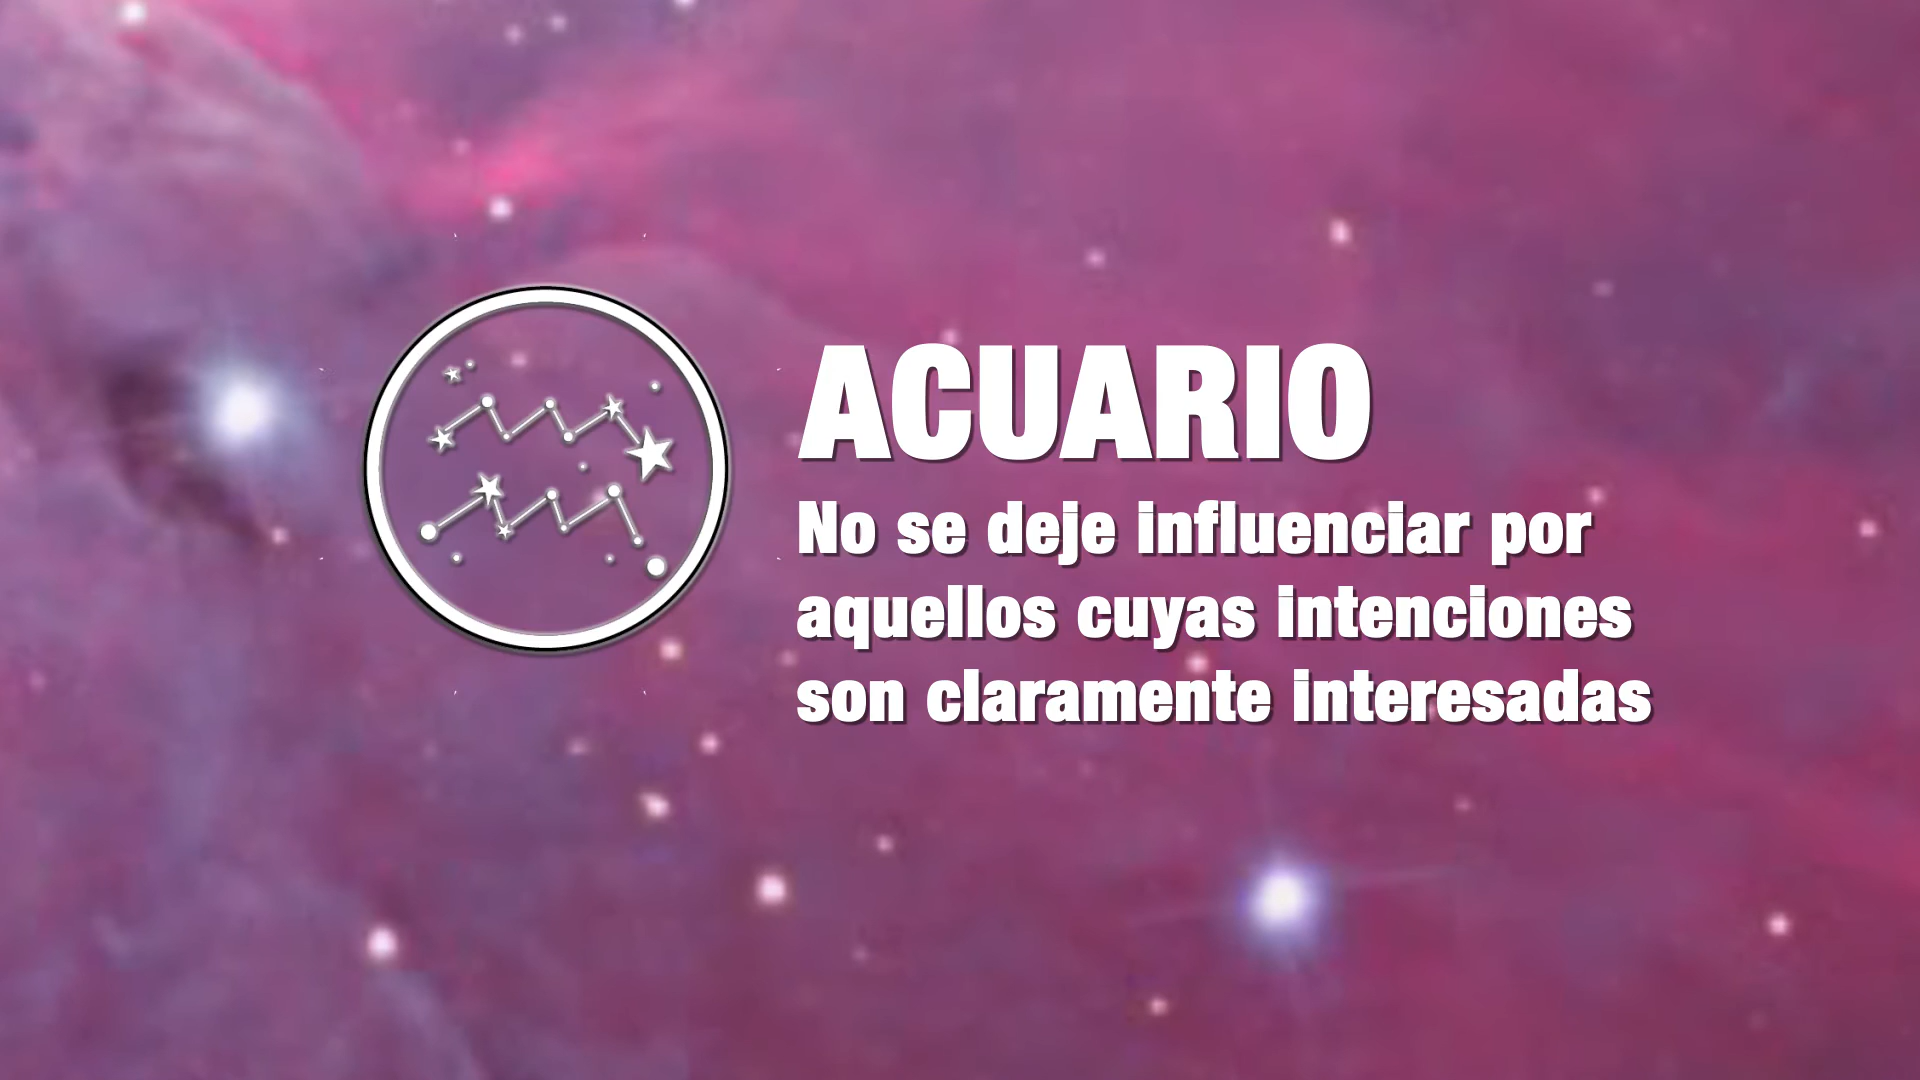 ACUARIO
No se deje influenciar por
aquellos cuyas intenciones
son claramente interesadas